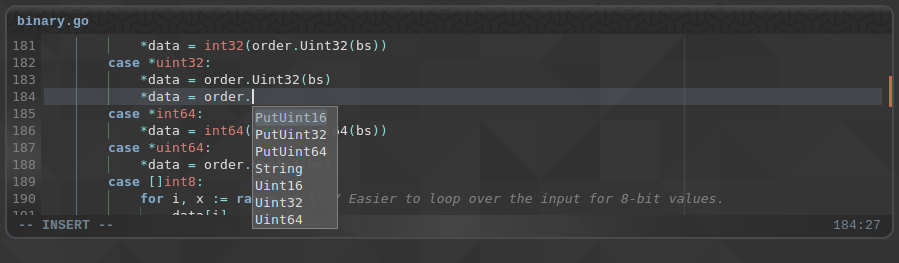 binary.go
181 *data = int32(order.Uint32(bs))
182 case *uint32:
183 *data = order.Uint32(bs)
184 *data = order.
185 case *int64:
PutUint16
186 *data = int64( 64(bs))
PutUint32
187 case *uint64:
PutUint64
188 *data = order.
String
189 case []int8:
Uint16
190 for i, x := ra / Easier to loop over the input for 8-bit values.
Uint32
191 data[i]
Uint64
-- INSERT -- 184:27